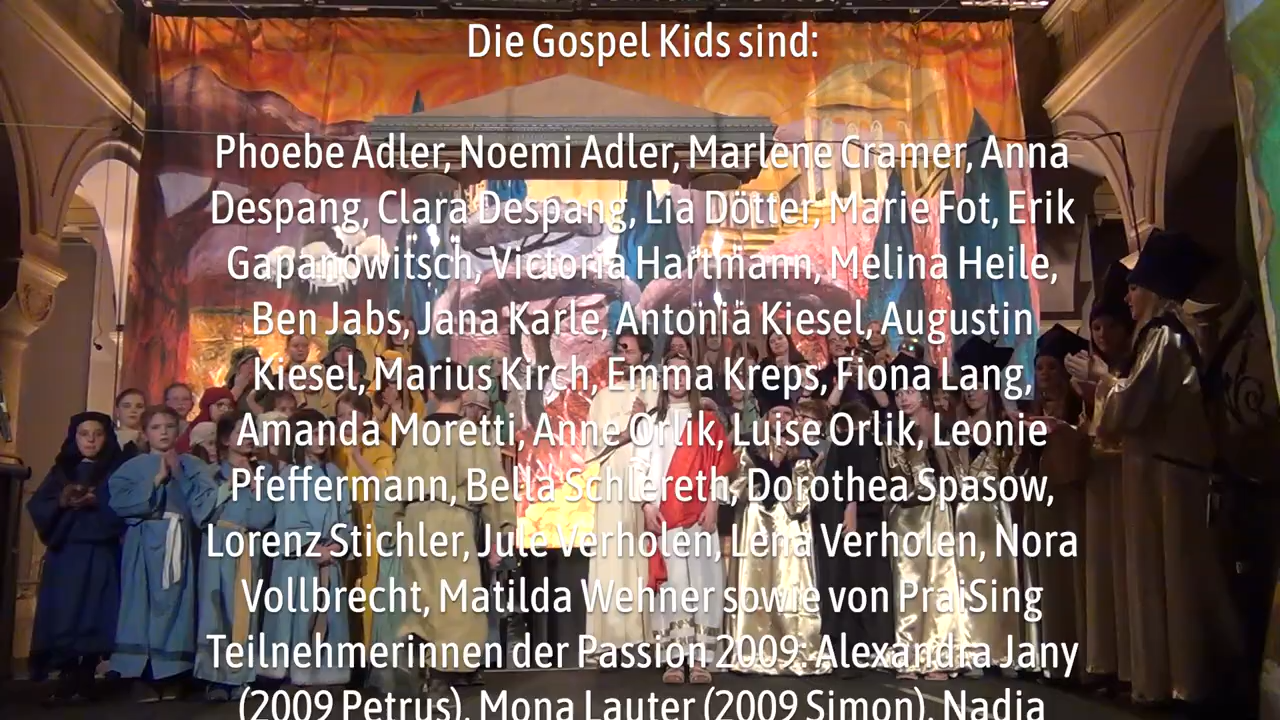 Die Gospel Kids sind:
Phoebe Adler, Noemi Adler, Marlene Cramer, Anna
Despang, Clara Despang, Lia Dötter, Marie Fot, Erik
Gapanowitsch, Victoria Hartmann, Melina Heile,
Ben Jabs, Jana Karle, Antonia Kiesel, Augustin
Kiesel, Marius Kirch, Emma Kreps, Fiona Lang,
Amanda Moretti, Anne Orlik, Luise Orlik, Leonie
Pfeffermann, Bella Schlereth, Dorothea Spasow,
Lorenz Stichler, Jule Verholen, Lena Verholen, Nora
Vollbrecht, Matilda Wehner sowie von PraiSing
Teilnehmerinnen der Passion 2009: Alexandra Jany
(2009 Petrus), Mona Lauter (2009 Simon), Nadja